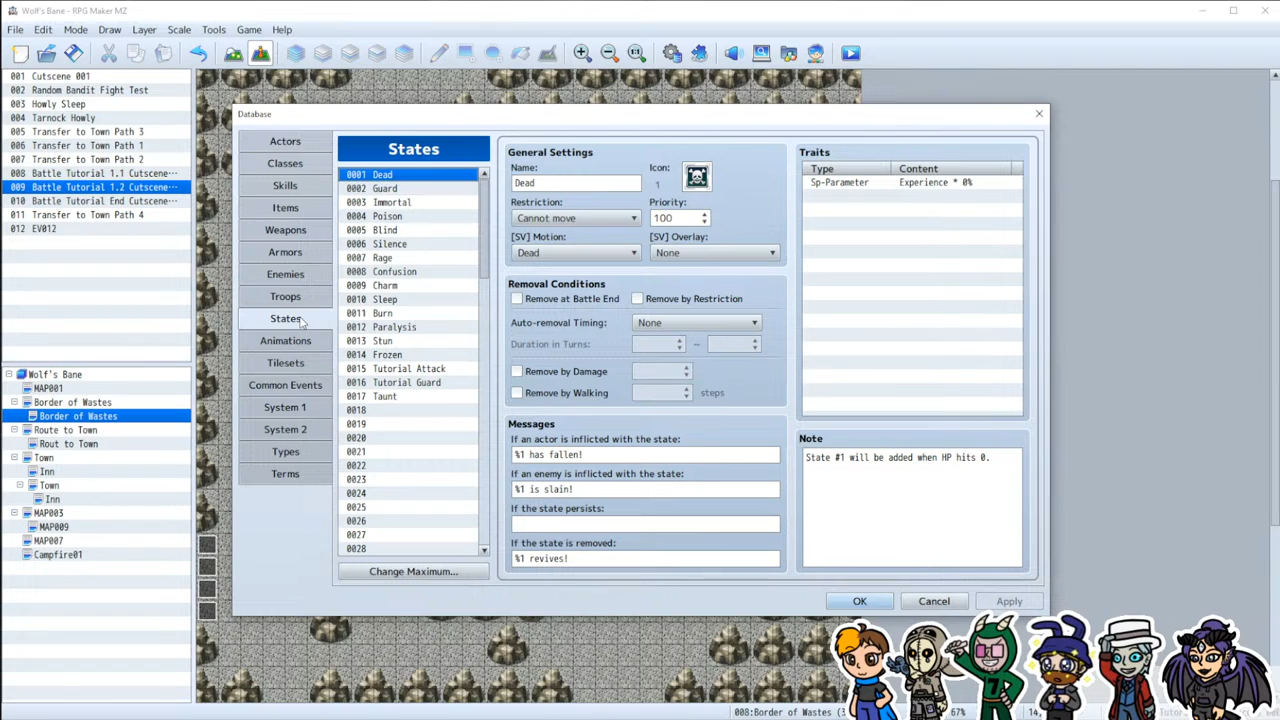 Wolf's Bane - RPG Maker MZ
File Edit Mode Draw Layer Scale Tools Game Help
001 Cutscene 001
002 Random Bandit Fight Test
003 Howly Sleep
004 Tarnock Howly
005 Transfer to Town Path 3
006 Transfer to Town Path 1
007 Transfer to Town Path 2
008 Battle Tutorial 1.1 Cutscene···
009 Battle Tutorial 1.2 Cutscene···
010 Battle Tutorial End Cutscene···
011 Transfer to Town Path 4
012 EV012
Wolf's Bane
MAP001
Border of Wastes
Border of Wastes
Route to Town
Rout to Town
Town
Inn
Town
Inn
MAP003
MAP009
MAP007
Campfire01
Database
Actors
Classes
Skills
Items
Weapons
Armors
Enemies
Troops
States
Animations
Tilesets
Common Events
System 1
System 2
Types
Terms
States
0001 Dead
0002 Guard
0003 Immortal
0004 Poison
0005 Blind
0006 Silence
0007 Rage
0008 Confusion
0009 Charm
0010 Sleep
0011 Burn
0012 Paralysis
0013 Stun
0014 Frozen
0015 Tutorial Attack
0016 Tutorial Guard
0017 Taunt
0018
0019
0020
0021
0022
0023
0024
0025
0026
0027
0028
Change Maximum...
General Settings
Name: Icon:
Dead 1
Restriction: Priority:
Cannot move 100
[SV] Motion: [SV] Overlay:
Dead None
Removal Conditions
Remove at Battle End Remove by Restriction
Auto-removal Timing: None
Duration in Turns: ~
Remove by Damage
Remove by Walking steps
Messages
If an actor is inflicted with the state:
%1 has fallen!
If an enemy is inflicted with the state:
%1 is slain!
If the state persists:
If the state is removed:
%1 revives!
Traits
Type Content
Sp-Parameter Experience * 0%
Note
State #1 will be added when HP hits 0.
OK Cancel Apply
008:Border of Wastes (3
67%
14,
7